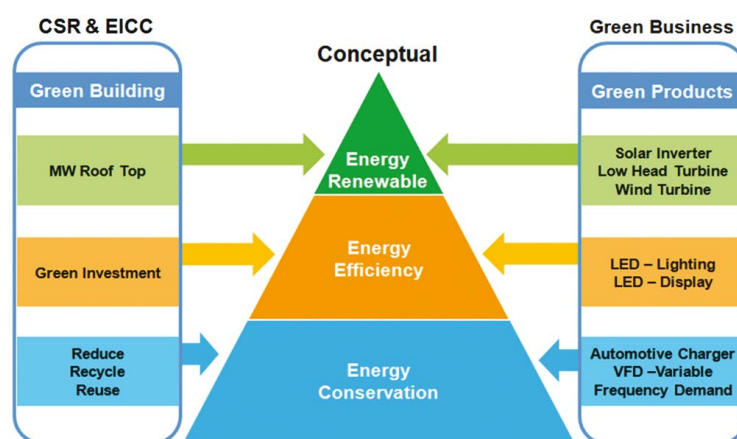 CSR & EICC
Green Building
MW Roof Top
Green Investment
Reduce
Recycle
Reuse
Conceptual
Energy
Renewable
Energy
Efficiency
Energy
Conservation
Green Business
Green Products
Solar Inverter
Low Head Turbine
Wind Turbine
LED – Lighting
LED – Display
Automotive Charger
VFD –Variable
Frequency Demand